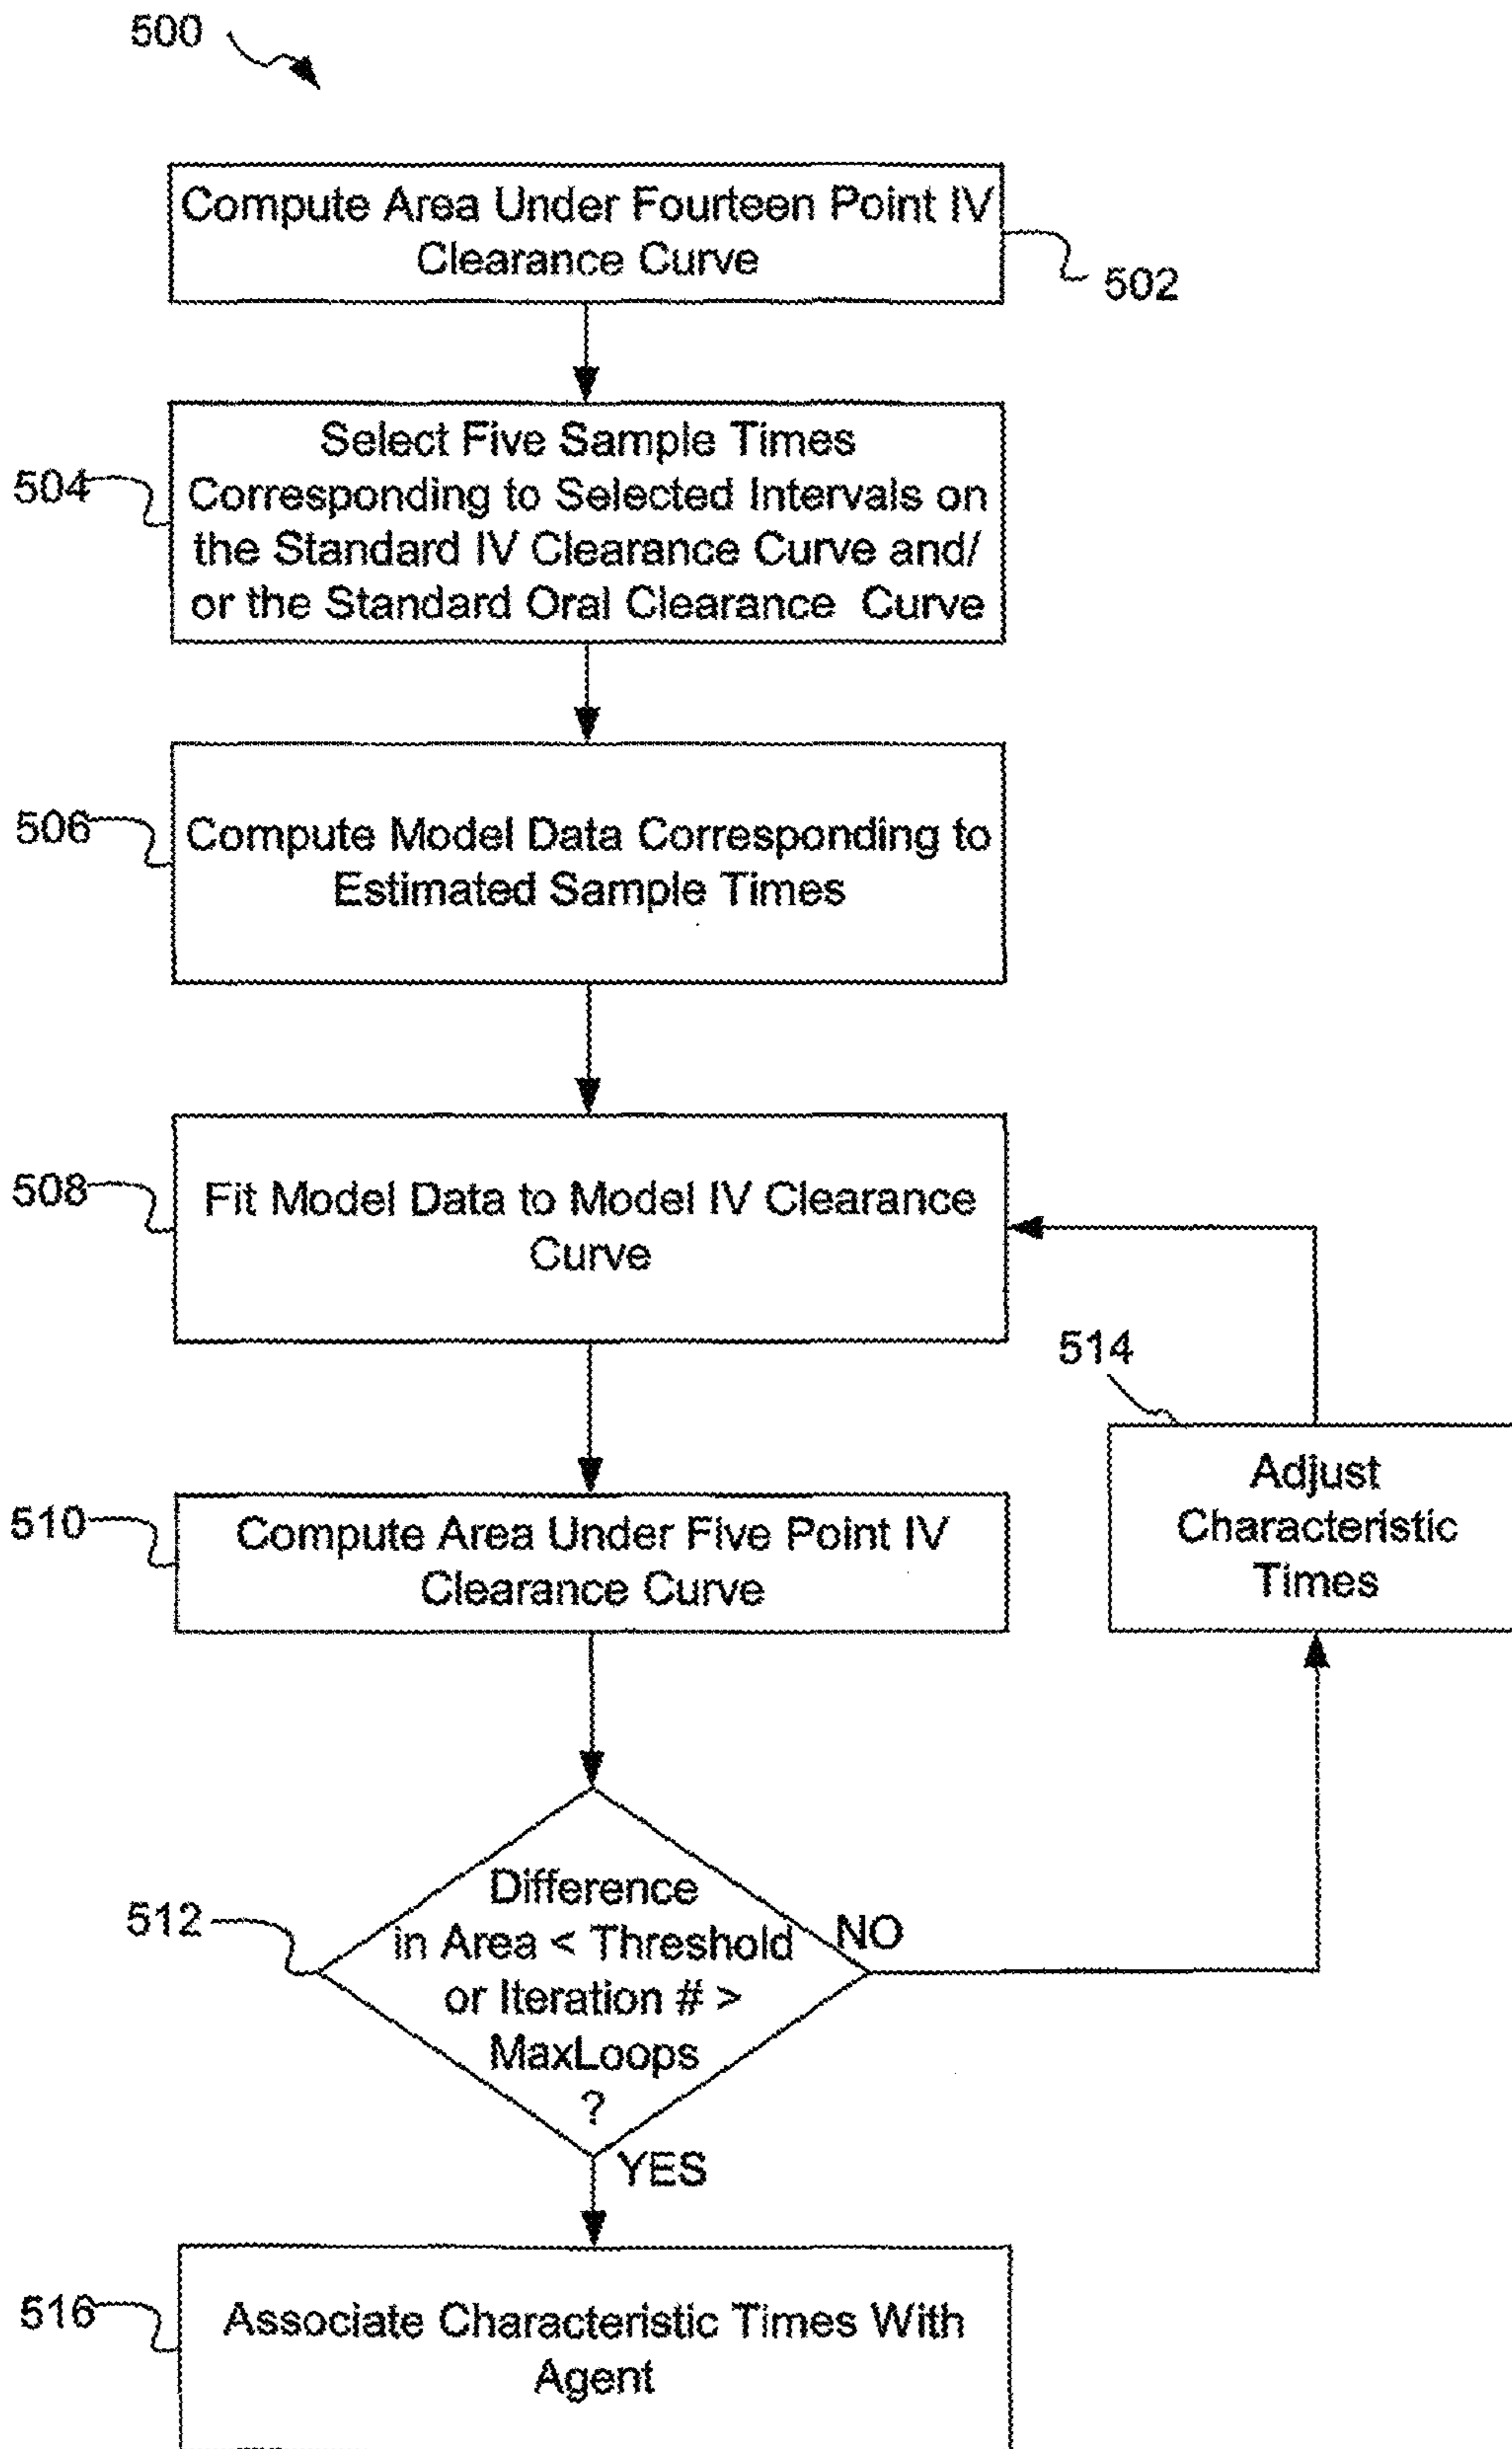 500
Compute Area Under Fourteen Point IV
Clearance Curve
502
504
Select Five Sample Times
Corresponding to Selected Intervals on
the Standard IV Clearance Curve and/
or the Standard Oral Clearance Curve
506
Compute Model Data Corresponding to
Estimated Sample Times
508
Fit Model Data to Model IV Clearance
Curve
514
Adjust
Characteristic
Times
510
Compute Area Under Five Point IV
Clearance Curve
512
Difference
in Area < Threshold
or Iteration # >
MaxLoops
?
NO
YES
516
Associate Characteristic Times With
Agent